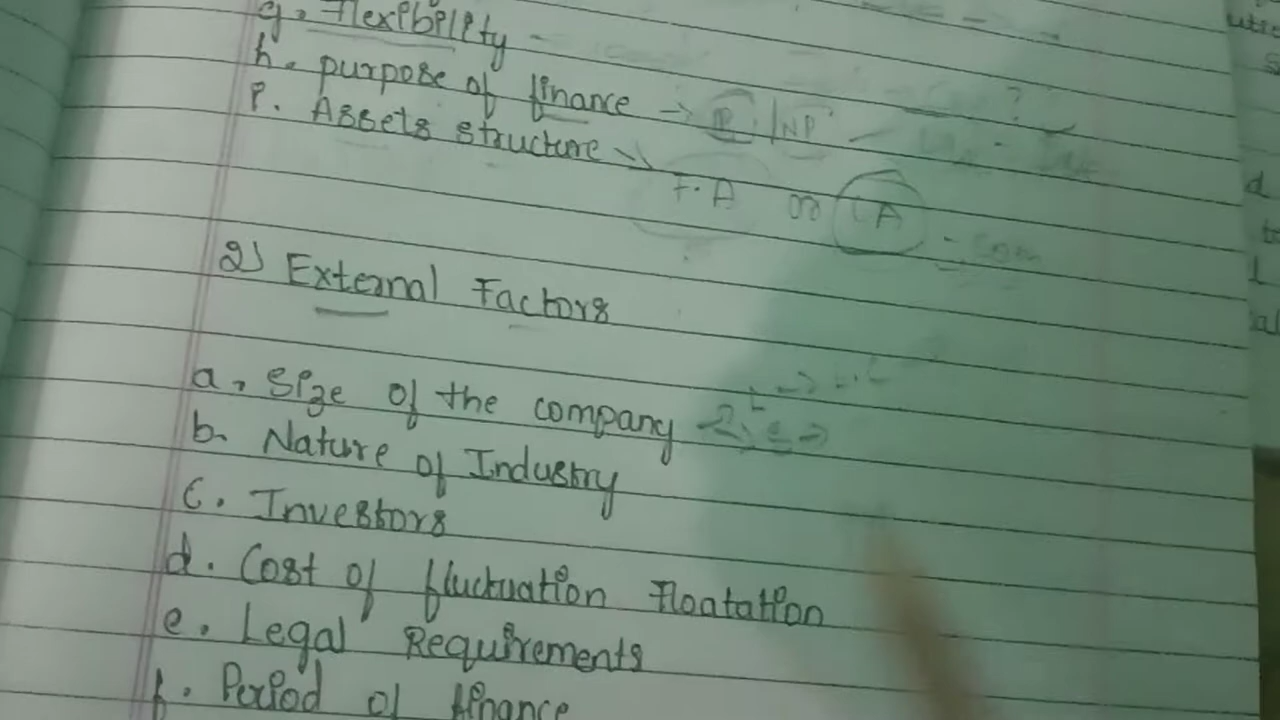 g. Flexibility
h. purpose of finance → P / NP
i. Assets structure
F.A or CA
2) External Factors
a. Size of the company
b. Nature of Industry
c. Investors
d. Cost of fluctuation Floatation
e. Legal Requirements
f. Period of finance